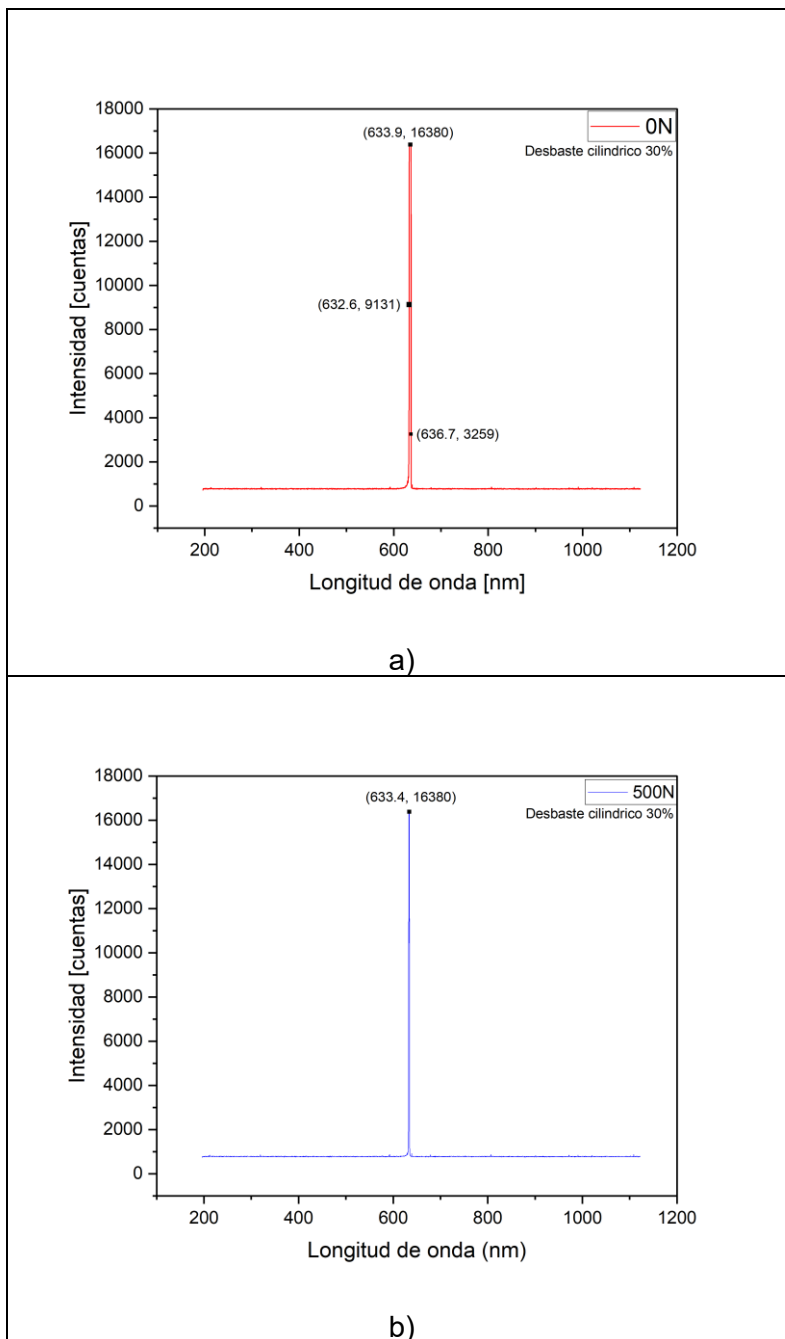 18000
16000
14000
12000
10000
8000
6000
4000
2000
0
Intensidad [cuentas]
(633.9, 16380)
0N
Desbaste cilindrico 30%
(632.6, 9131)
(636.7, 3259)
200 400 600 800 1000 1200
Longitud de onda [nm]
a)
18000
16000
14000
12000
10000
8000
6000
4000
2000
0
Intensidad [cuentas]
(633.4, 16380)
500N
Desbaste cilindrico 30%
200 400 600 800 1000 1200
Longitud de onda (nm)
b)